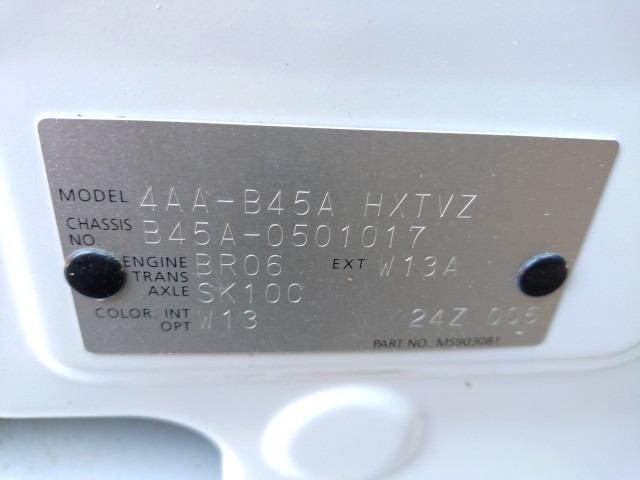 MODEL 4AA-B45A HXTVZ
CHASSIS NO. B45A-0501017
ENGINE BR06 EXT W13A
TRANS AXLE SK10C
COLOR. INT W13
OPT 24Z 005
PART NO. MS903081